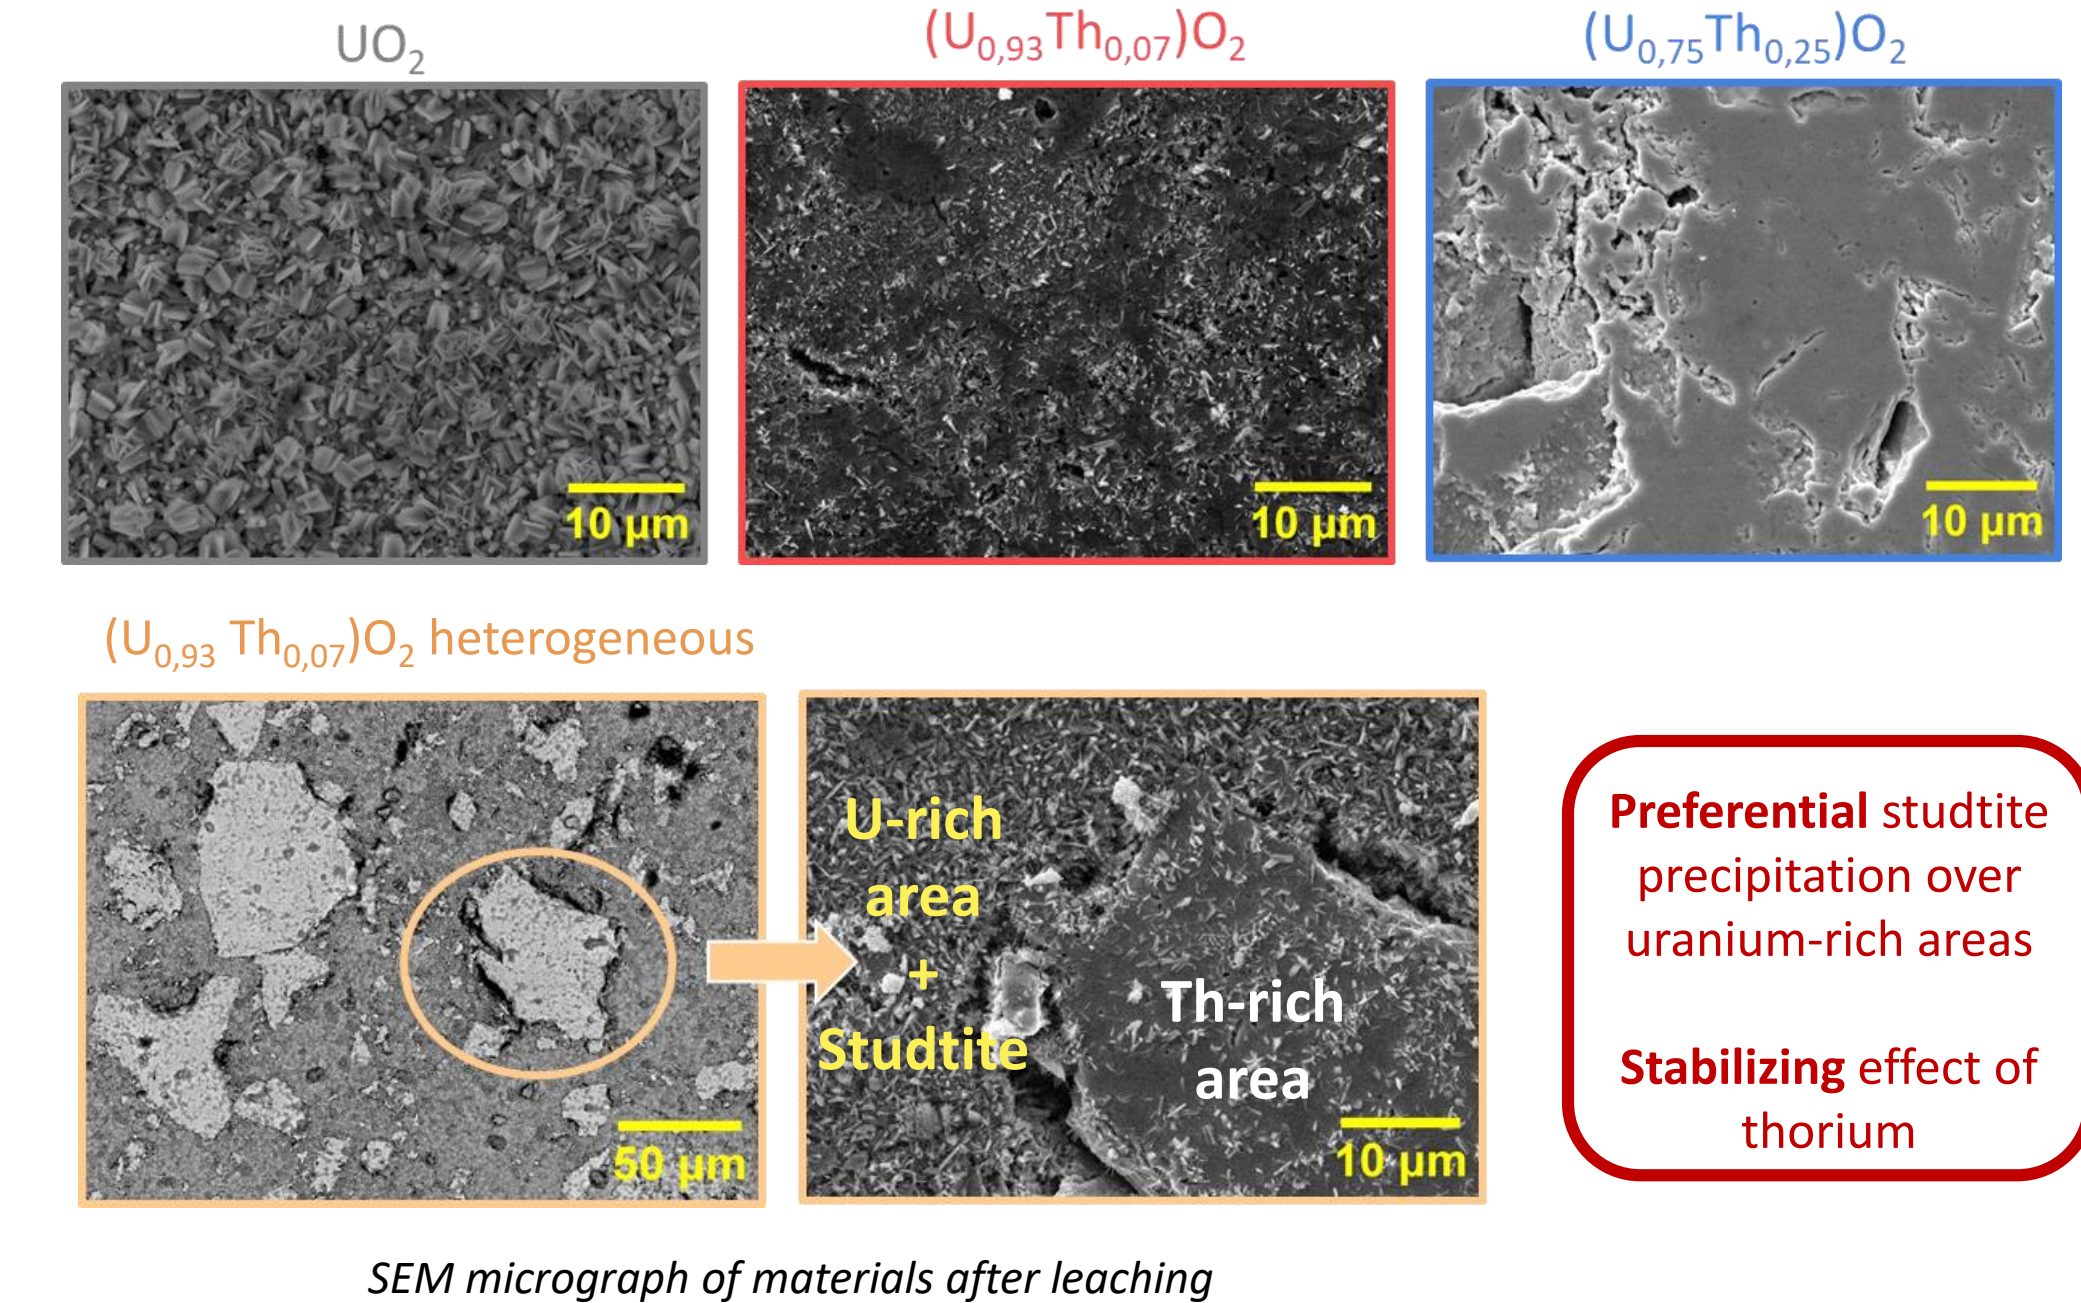 UO₂
(U₀,₉₃Th₀,₀₇)O₂
(U₀,₇₅Th₀,₂₅)O₂
10 µm
10 µm
10 µm
(U₀,₉₃ Th₀,₀₇)O₂ heterogeneous
U-rich
area
+
Studtite
Th-rich
area
50 µm
10 µm
Preferential studtite
precipitation over
uranium-rich areas
Stabilizing effect of
thorium
SEM micrograph of materials after leaching